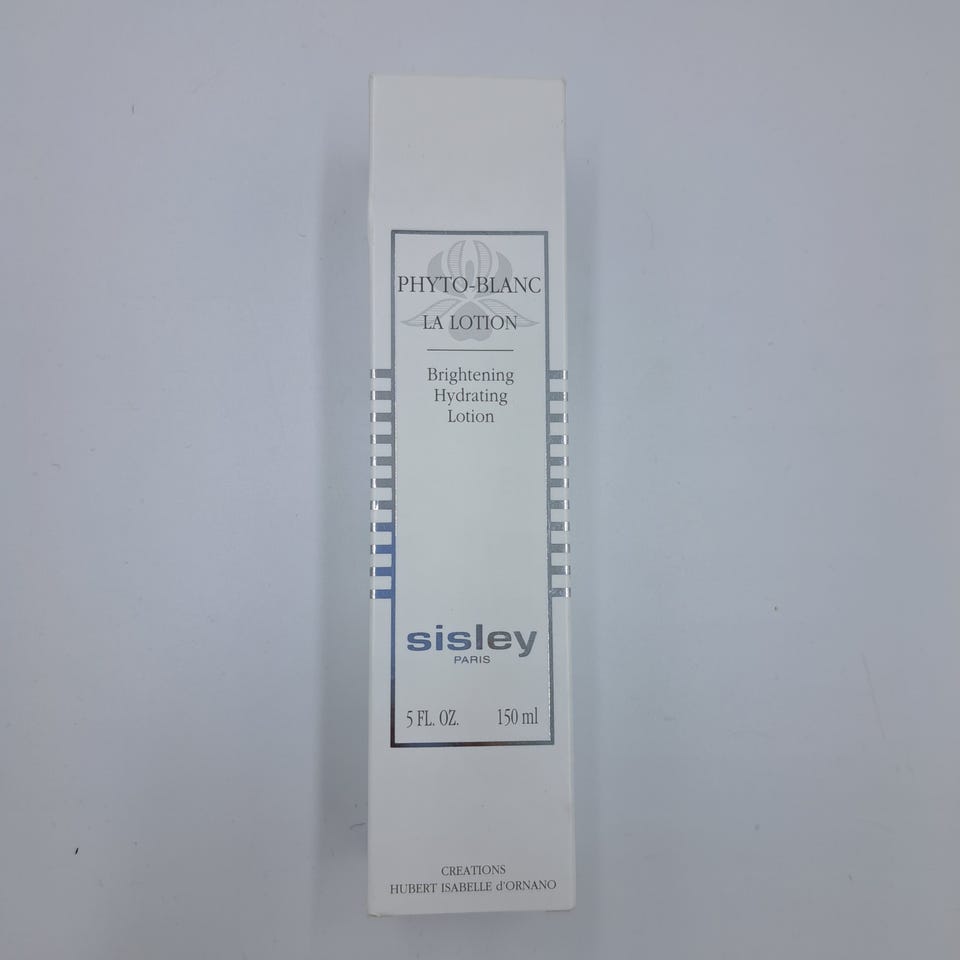 PHYTO-BLANC
LA LOTION
Brightening
Hydrating
Lotion
sisley
PARIS
5 FL. OZ. 150 ml
CREATIONS
HUBERT ISABELLE d'ORNANO